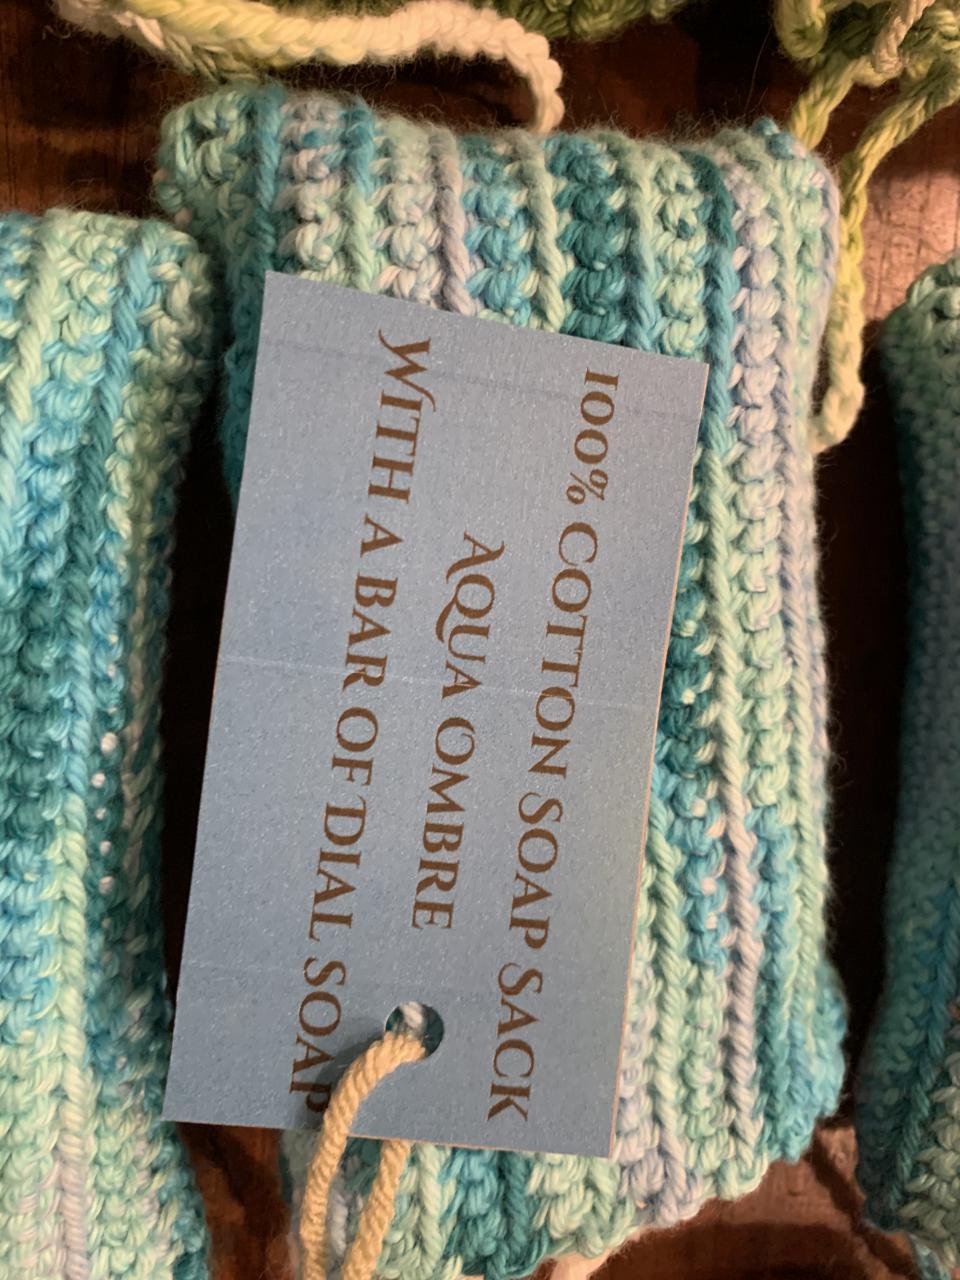 100% COTTON SOAP SACK
AQUA OMBRE
WITH A BAR OF DIAL SOAP